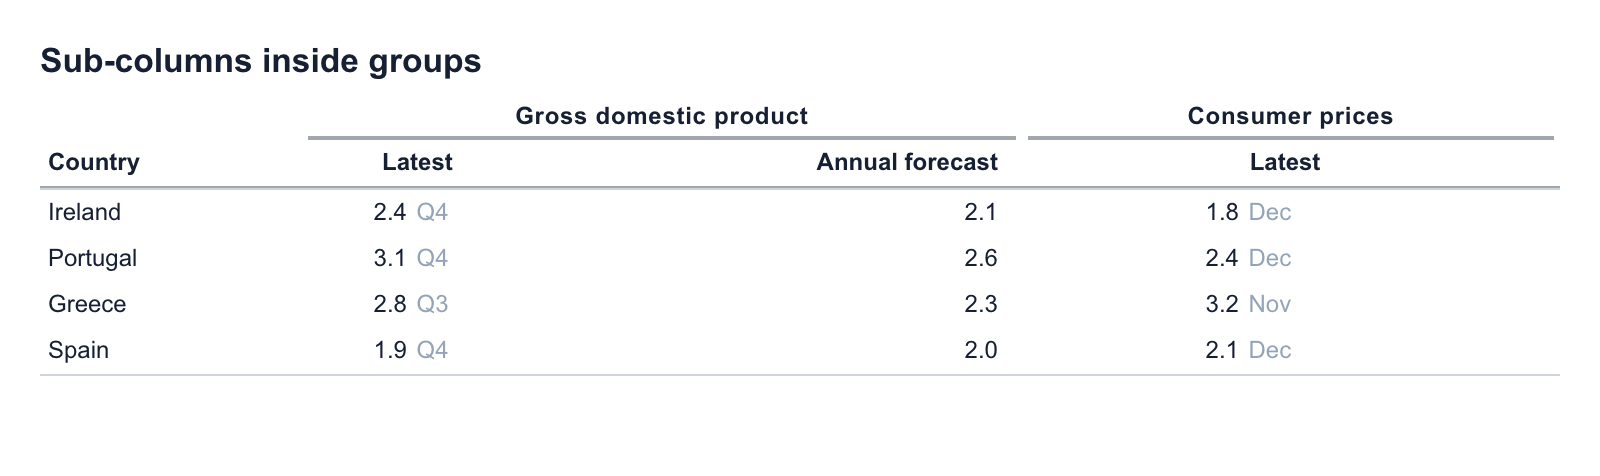 Sub-columns inside groups
Gross domestic product Consumer prices
Country Latest Annual forecast Latest
Ireland 2.4 Q4 2.1 1.8 Dec
Portugal 3.1 Q4 2.6 2.4 Dec
Greece 2.8 Q3 2.3 3.2 Nov
Spain 1.9 Q4 2.0 2.1 Dec